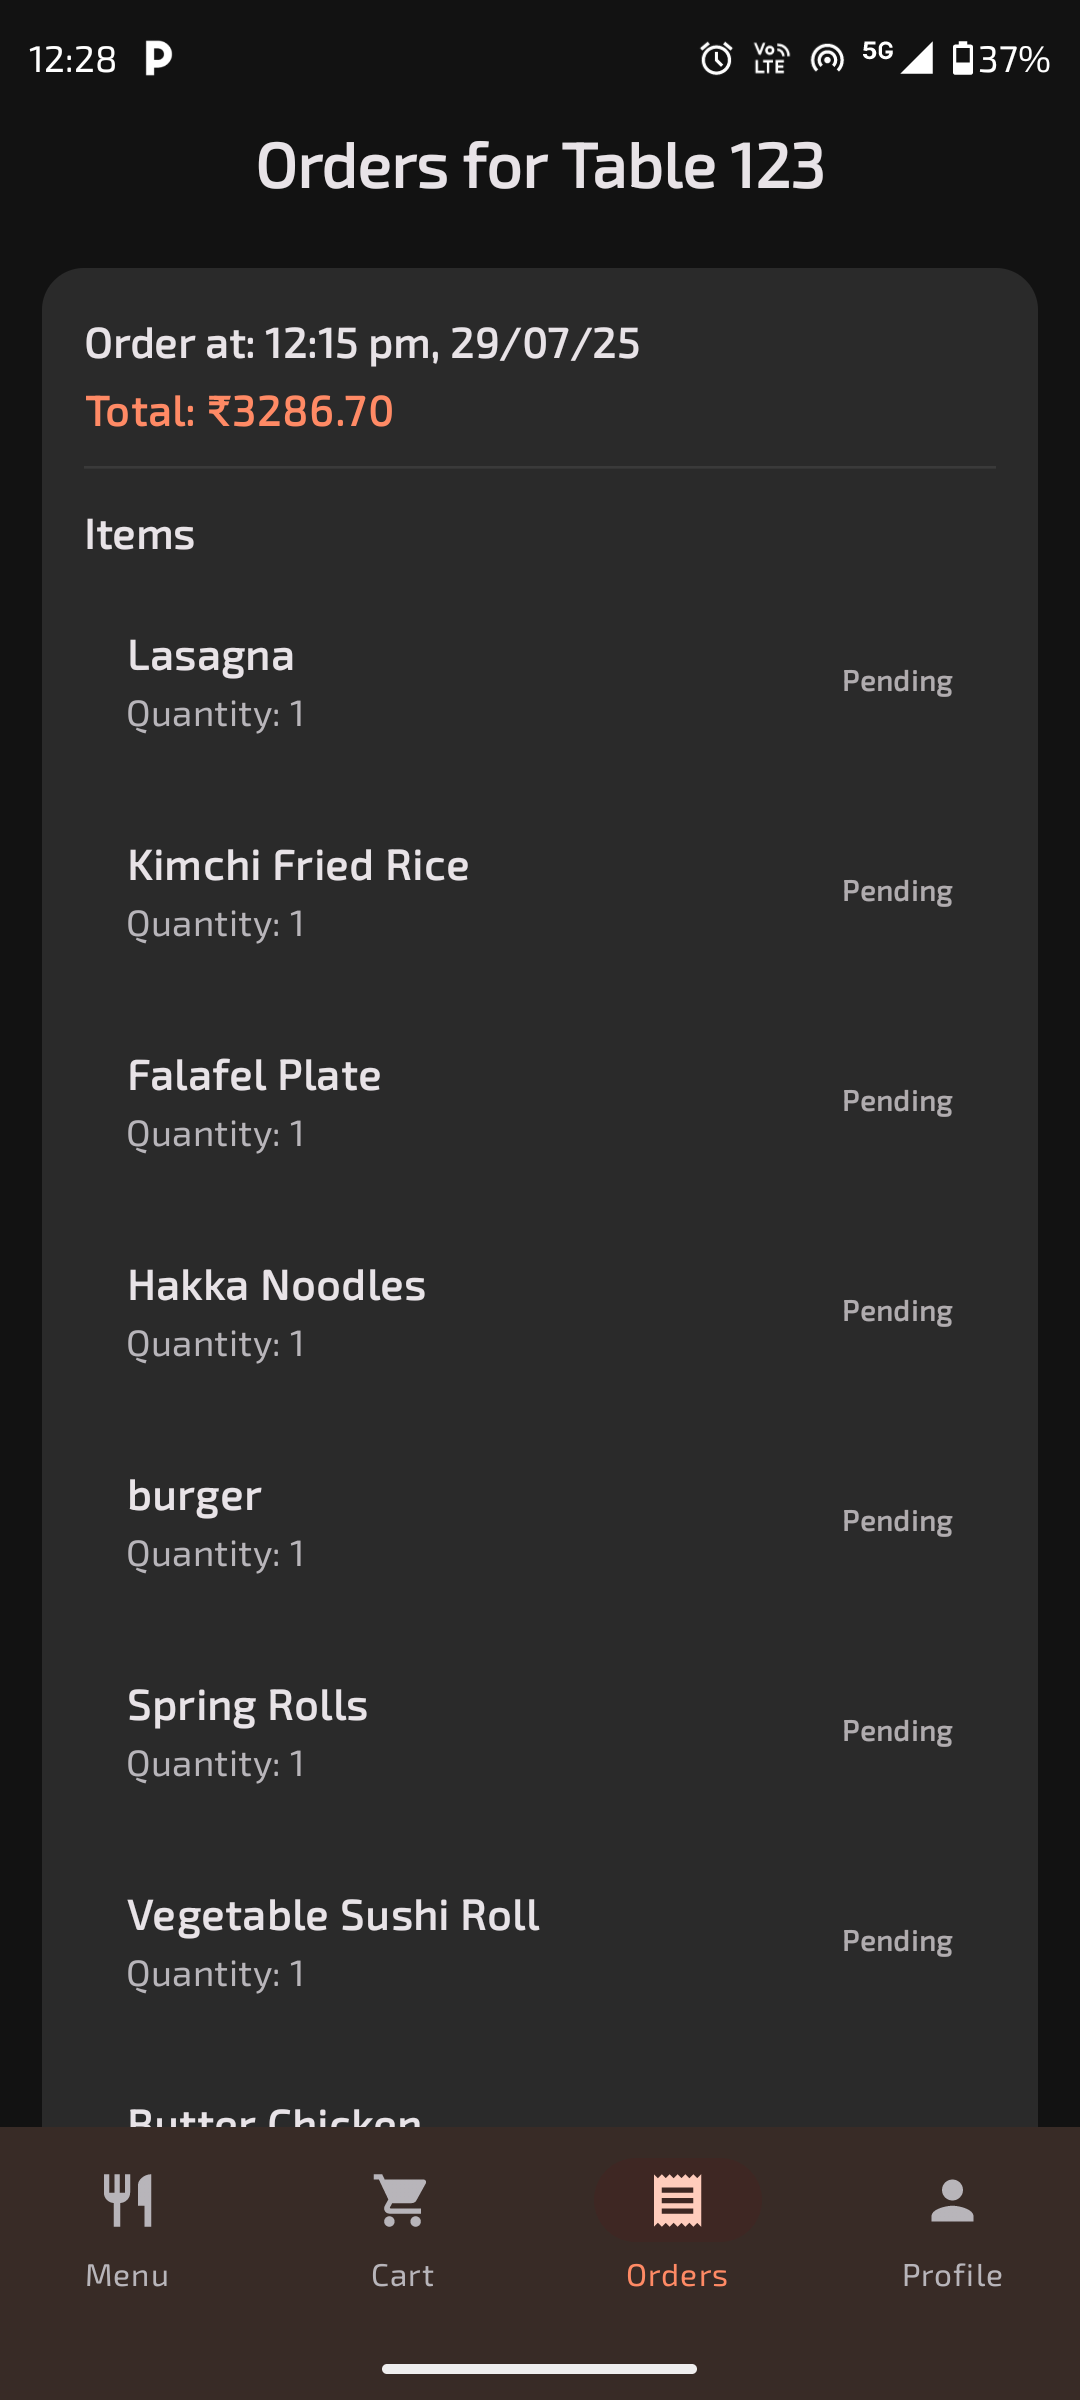 12:28
Vo LTE 5G 37%
Orders for Table 123
Order at: 12:15 pm, 29/07/25
Total: ₹3286.70
Items
Lasagna
Pending
Quantity: 1
Kimchi Fried Rice
Pending
Quantity: 1
Falafel Plate
Pending
Quantity: 1
Hakka Noodles
Pending
Quantity: 1
burger
Pending
Quantity: 1
Spring Rolls
Pending
Quantity: 1
Vegetable Sushi Roll
Pending
Quantity: 1
Butter Chicken
Menu
Cart
Orders
Profile